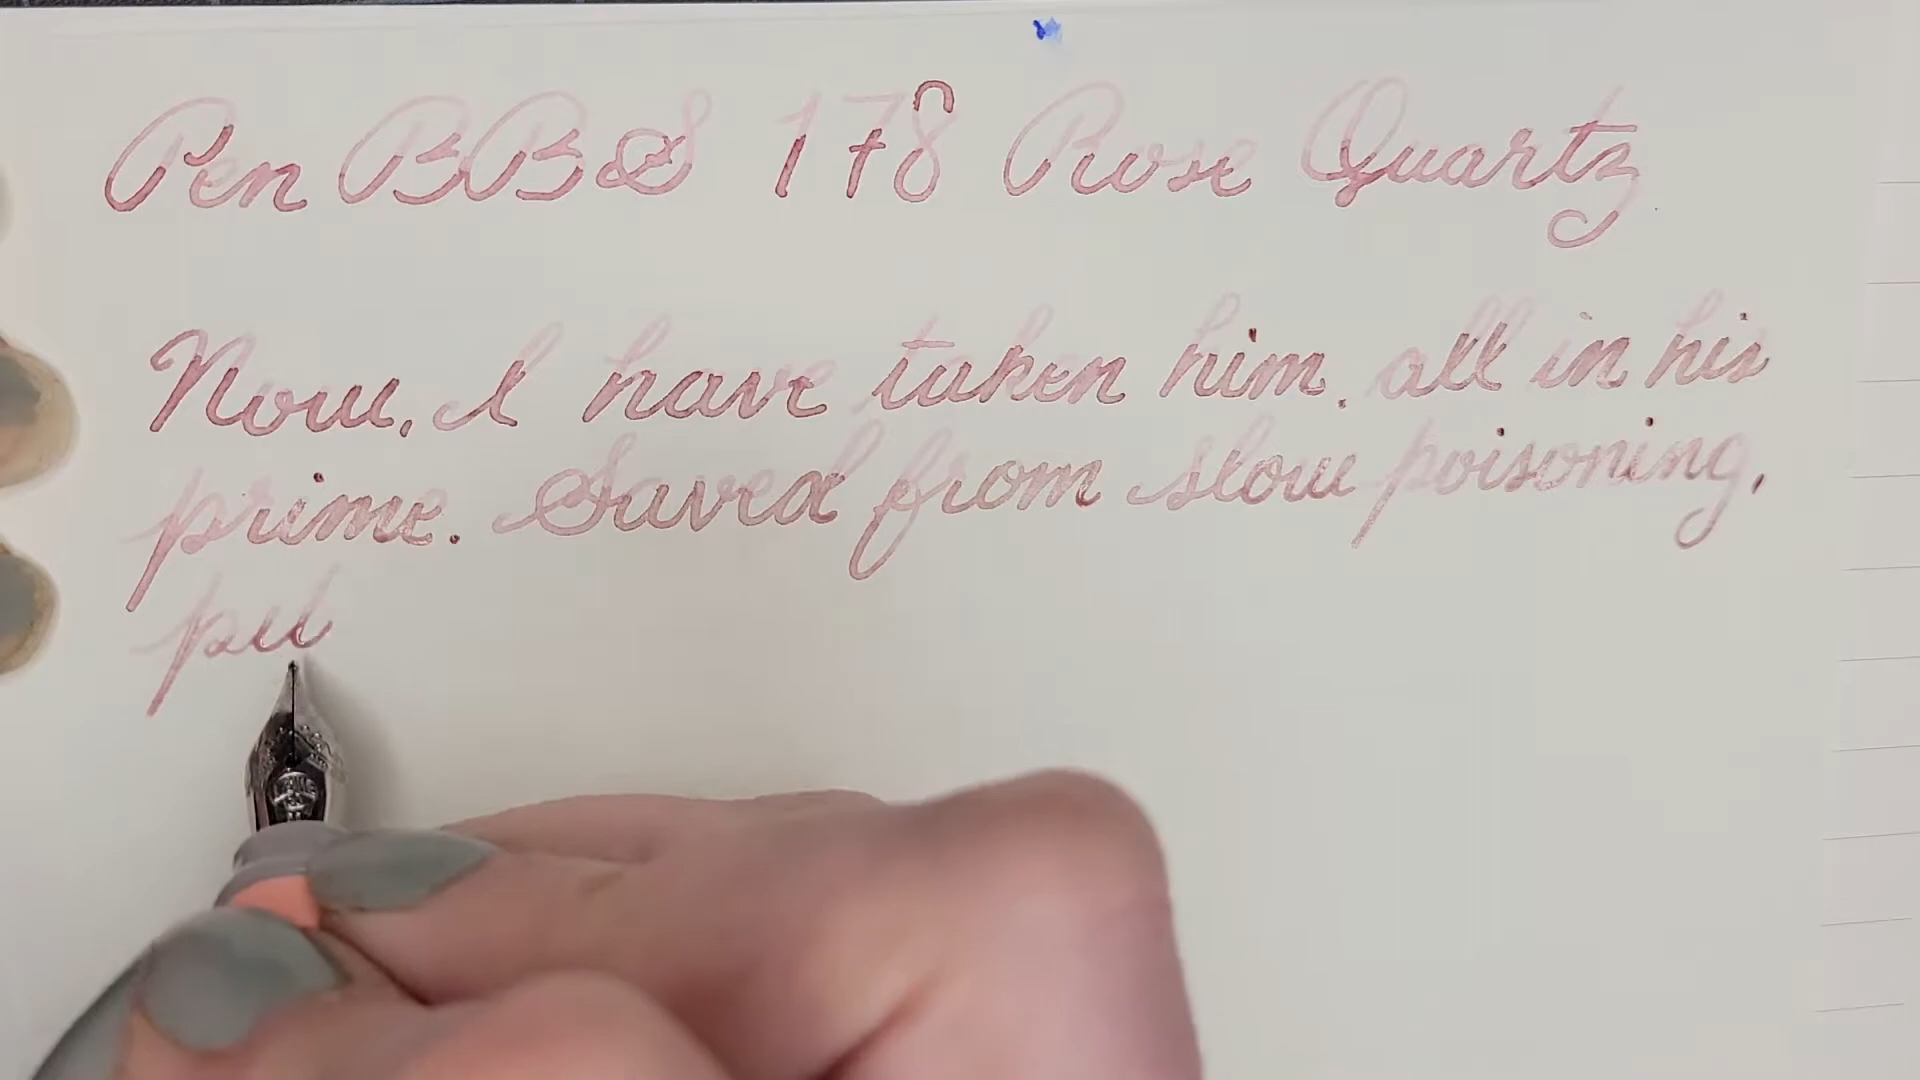 Pen BBS 178 Rose Quartz
Now, I have taken him, all in his
prime. Saved from slow poisoning,